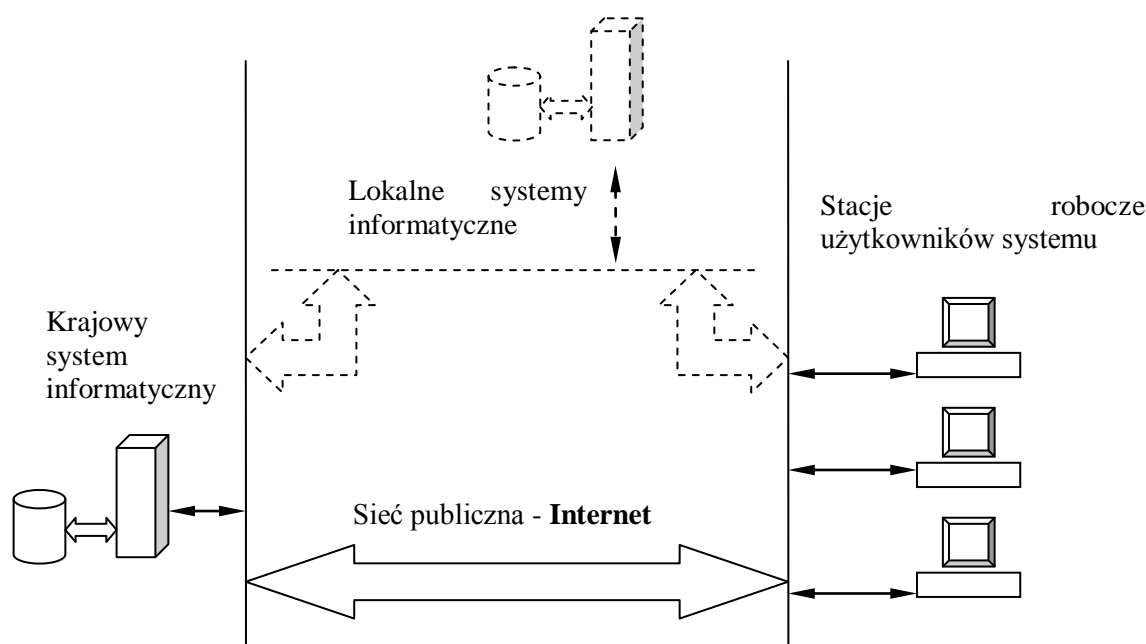 Lokalne systemy
informatyczne
Stacje robocze
użytkowników systemu
Krajowy
system
informatyczny
Sieć publiczna - Internet